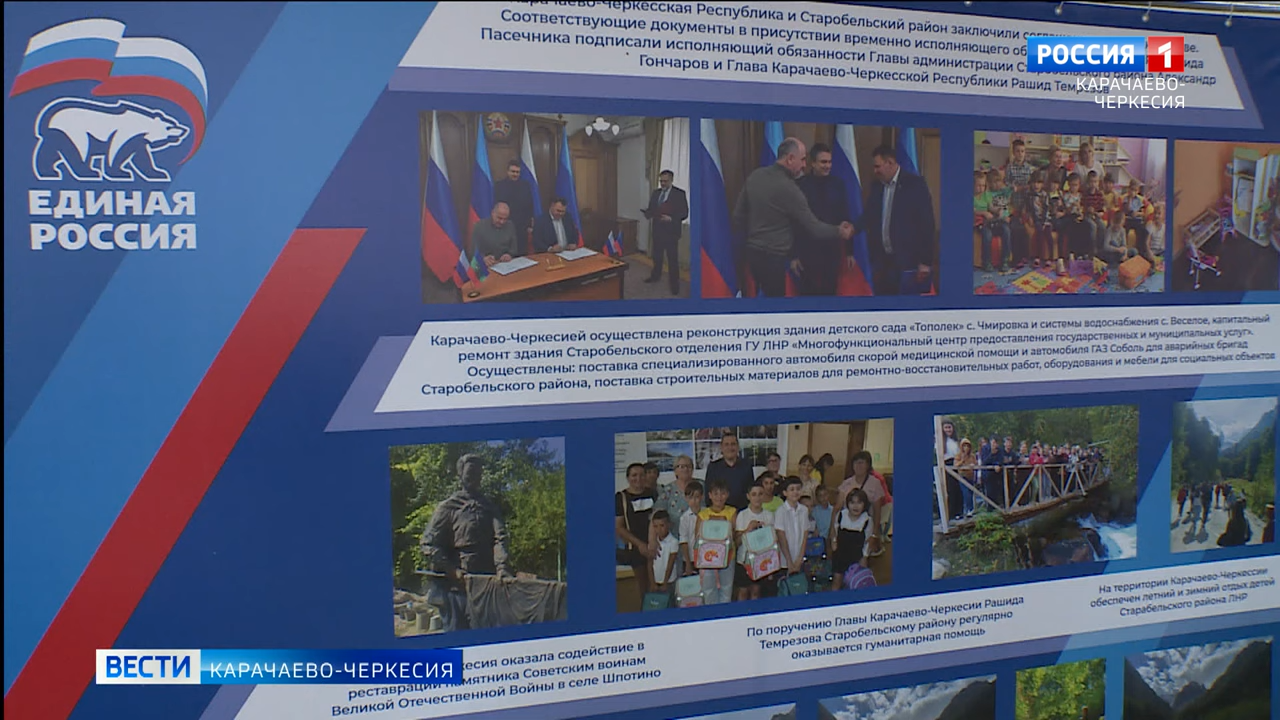 Карачаево-Черкесская Республика и Старобельский район заключили
Соответствующие документы в присутствии временно исполняющего
Пасечника подписали исполняющий обязанности Главы администрации Старобельского района Александр
Гончаров и Глава Карачаево-Черкесской Республики Рашид Темрезов
РОССИЯ 1
КАРАЧАЕВО-
ЧЕРКЕСИЯ
ЕДИНАЯ
РОССИЯ
Карачаево-Черкесией осуществлена реконструкция здания детского сада «Тополек» с. Чмировка и системы водоснабжения с. Веселое, капитальный
ремонт здания Старобельского отделения ГУ ЛНР «Многофункциональный центр предоставления государственных и муниципальных услуг».
Осуществлены: поставка специализированного автомобиля скорой медицинской помощи и автомобиля ГАЗ Соболь для аварийных бригад
Старобельского района, поставка строительных материалов для ремонтно-восстановительных работ, оборудования и мебели для социальных объектов
По поручению Главы Карачаево-Черкесии Рашида
Темрезова Старобельскому району регулярно
оказывается гуманитарная помощь
На территории Карачаево-Черкессии
обеспечен летний и зимний отдых детей
Старабельского района ЛНР
кесия оказала содействие в
реставрации памятника Советским воинам
Великой Отечественной Войны в селе Шпотино
ВЕСТИ КАРАЧАЕВО-ЧЕРКЕСИЯ